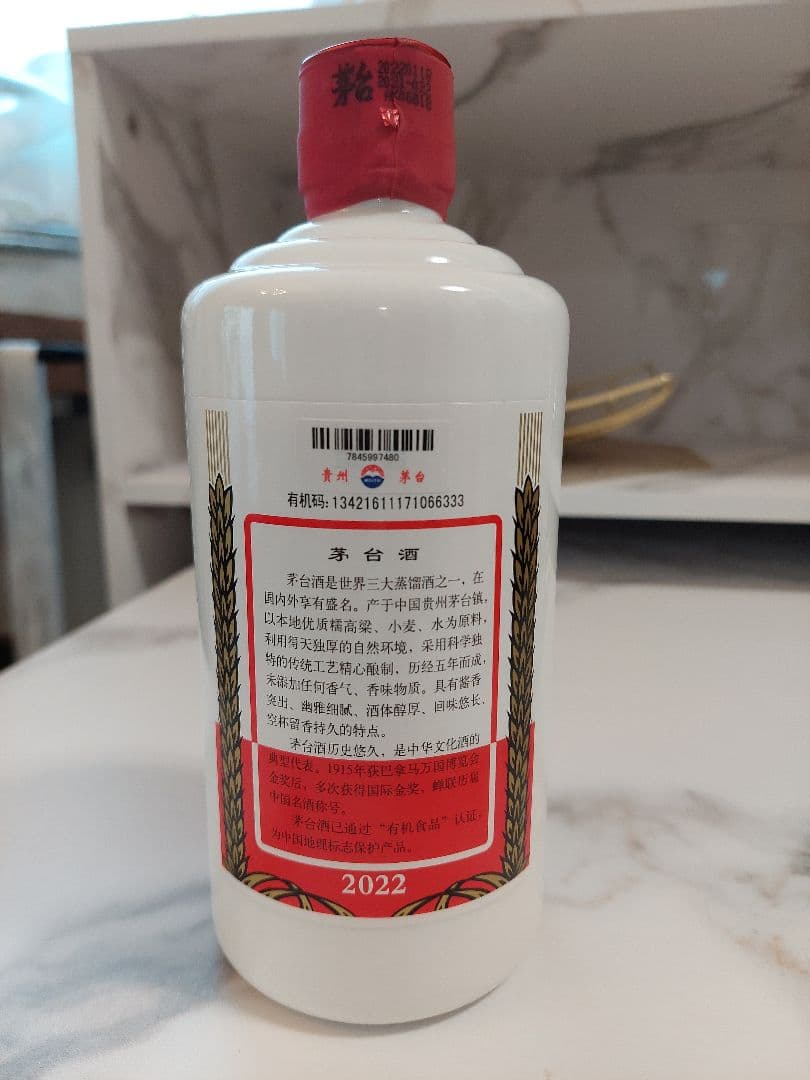 茅台
20220118
7845997480
贵州 茅台
有机码:13421611171066333
茅台酒
茅台酒是世界三大蒸馏酒之一，在
国内外享有盛名。产于中国贵州茅台镇，
以本地优质糯高粱、小麦、水为原料，
利用得天独厚的自然环境，采用科学独
特的传统工艺精心酿制，历经五年而成，
未添加任何香气、香味物质。具有酱香
突出、幽雅细腻、酒体醇厚、回味悠长、
空杯留香持久的特点。
茅台酒历史悠久，是中华文化酒的
典型代表。1915年获巴拿马万国博览会
金奖后，多次获得国际金奖，蝉联历届
中国名酒称号。
茅台酒已通过“有机食品”认证，
为中国地理标志保护产品。
2022